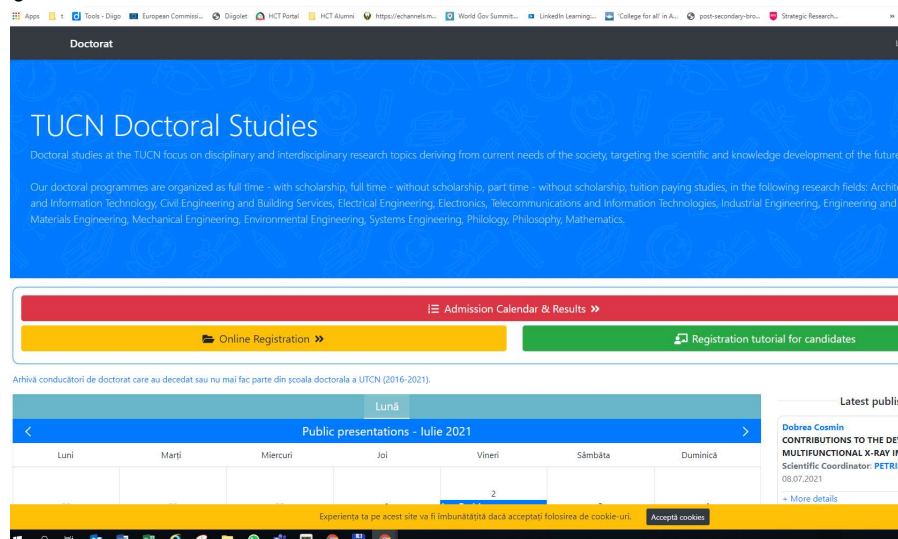 Apps
t
Tools - Diigo
European Commissi...
Diigolet
HCT Portal
HCT Alumni
https://echannels.m...
World Gov Summit...
LinkedIn Learning:...
'College for all' in A...
post-secondary-bro...
Strategic Research...
»
Doctorat
TUCN Doctoral Studies
Doctoral studies at the TUCN focus on disciplinary and interdisciplinary research topics deriving from current needs of the society, targeting the scientific and knowledge development of the future
Our doctoral programmes are organized as full time - with scholarship, full time - without scholarship, part time - without scholarship, tuition paying studies, in the following research fields: Archite
and Information Technology, Civil Engineering and Building Services, Electrical Engineering, Electronics, Telecommunications and Information Technologies, Industrial Engineering, Engineering and
Materials Engineering, Mechanical Engineering, Environmental Engineering, Systems Engineering, Philology, Philosophy, Mathematics.
Admission Calendar & Results »
Online Registration »
Registration tutorial for candidates
Arhivă conducători de doctorat care au decedat sau nu mai fac parte din școala doctorala a UTCN (2016-2021).
Lună
Public presentations - Iulie 2021
Luni Marți Miercuri Joi Vineri Sâmbăta Duminică
2
Latest publis
Dobrea Cosmin
CONTRIBUTIONS TO THE DE
MULTIFUNCTIONAL X-RAY I
Scientific Coordinator: PETRI
08.07.2021
+ More details
Experiența ta pe acest site va fi îmbunătățită dacă acceptați folosirea de cookie-uri.
Acceptă cookies